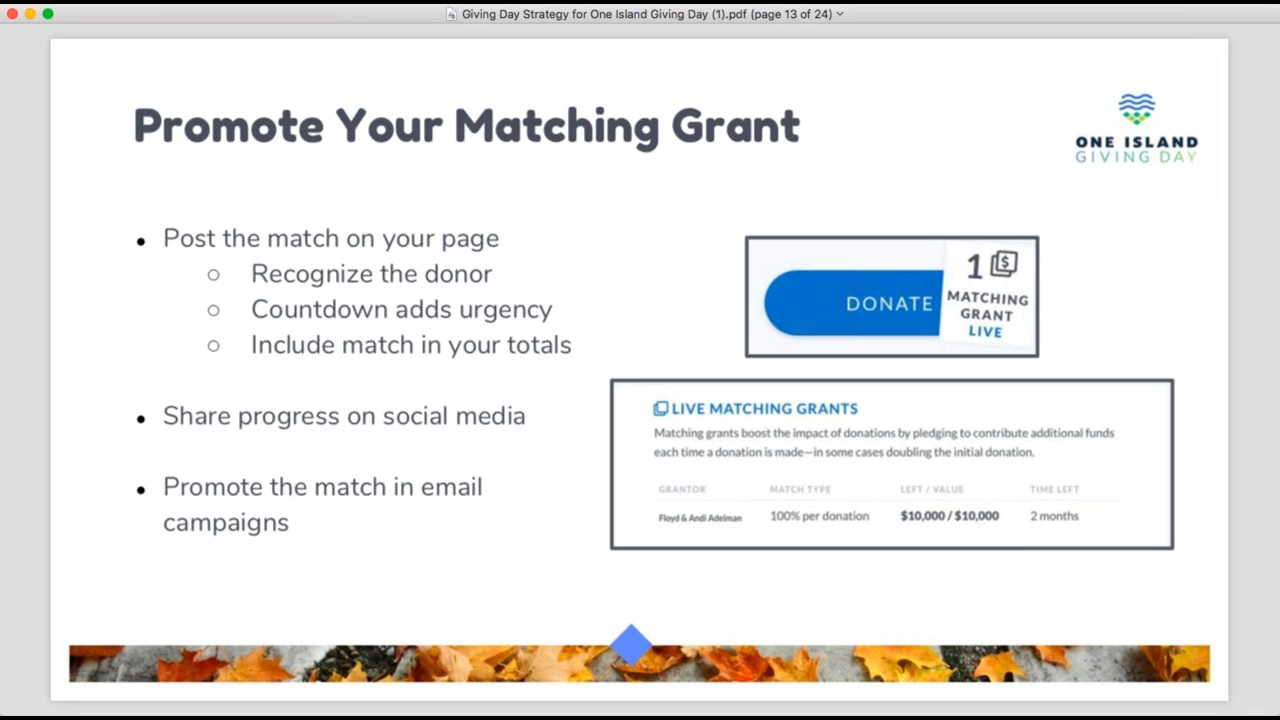 Giving Day Strategy for One Island Giving Day (1).pdf (page 13 of 24)
Promote Your Matching Grant
ONE ISLAND
GIVING DAY
• Post the match on your page
○ Recognize the donor
○ Countdown adds urgency
○ Include match in your totals
• Share progress on social media
• Promote the match in email
campaigns
DONATE
1
MATCHING
GRANT
LIVE
LIVE MATCHING GRANTS
Matching grants boost the impact of donations by pledging to contribute additional funds
each time a donation is made—in some cases doubling the initial donation.
GRANTOR MATCH TYPE LEFT / VALUE TIME LEFT
Floyd & Andi Adelman 100% per donation $10,000 / $10,000 2 months